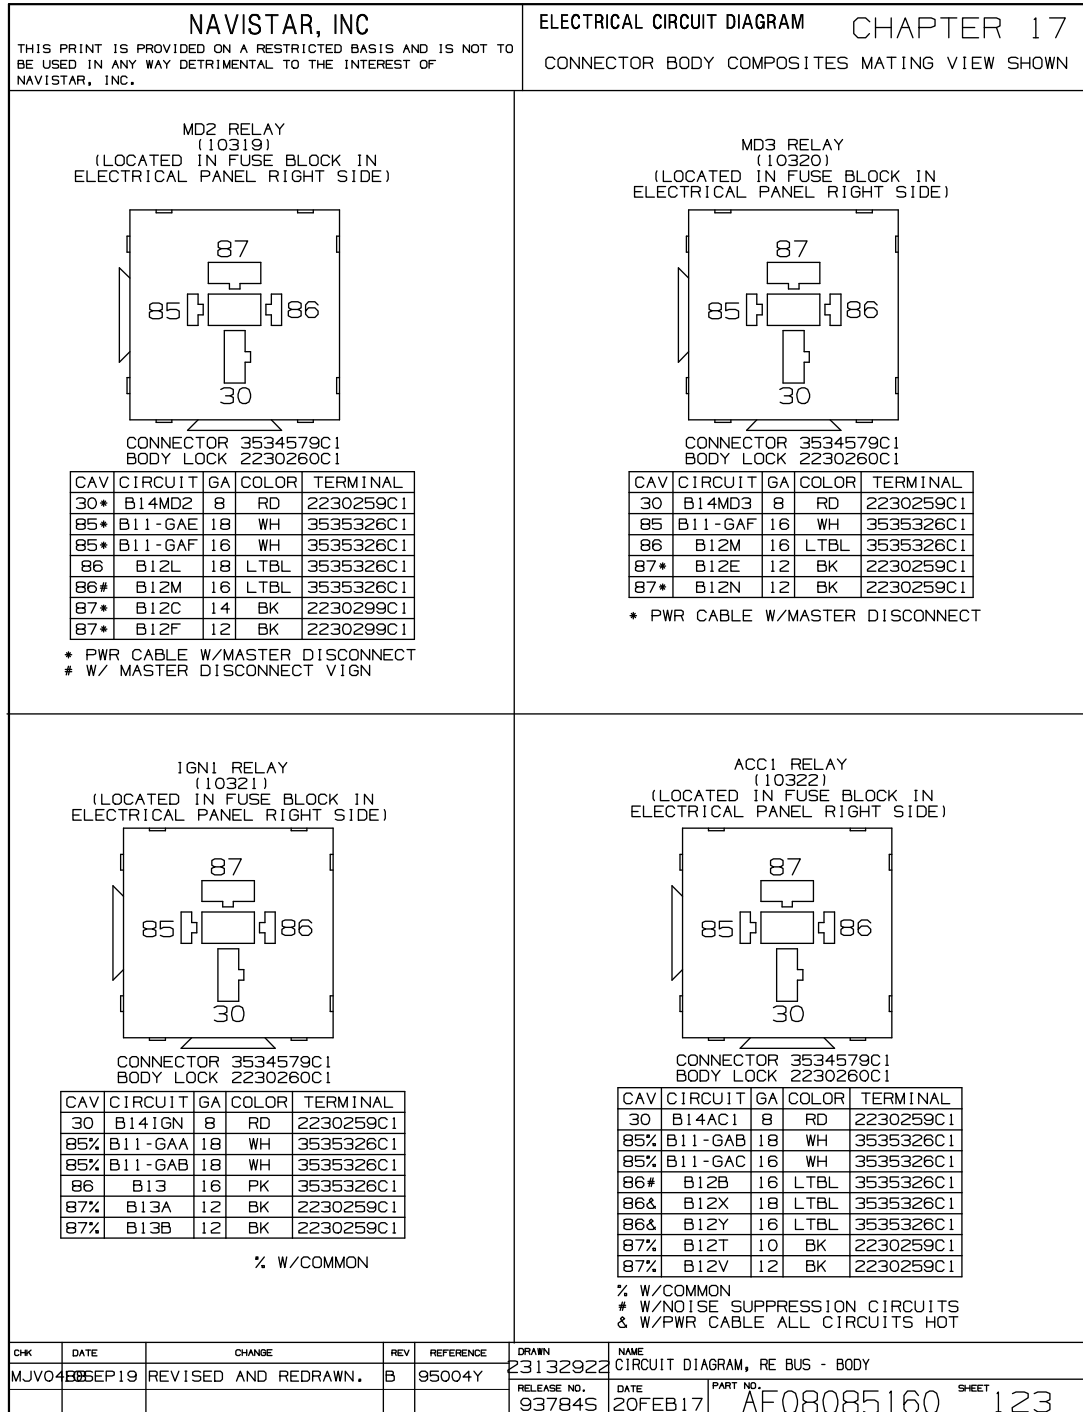 NAVISTAR, INC
THIS PRINT IS PROVIDED ON A RESTRICTED BASIS AND IS NOT TO
BE USED IN ANY WAY DETRIMENTAL TO THE INTEREST OF
NAVISTAR, INC.
ELECTRICAL CIRCUIT DIAGRAM CHAPTER 17
CONNECTOR BODY COMPOSITES MATING VIEW SHOWN
MD2 RELAY
(10319)
(LOCATED IN FUSE BLOCK IN
ELECTRICAL PANEL RIGHT SIDE)
87
85 86
30
CONNECTOR 3534579C1
BODY LOCK 2230260C1
CAV CIRCUIT GA COLOR TERMINAL
30* B14MD2 8 RD 2230259C1
85* B11-GAE 18 WH 3535326C1
85* B11-GAF 16 WH 3535326C1
86 B12L 18 LTBL 3535326C1
86# B12M 16 LTBL 3535326C1
87* B12C 14 BK 2230299C1
87* B12F 12 BK 2230299C1
* PWR CABLE W/MASTER DISCONNECT
# W/ MASTER DISCONNECT VIGN
MD3 RELAY
(10320)
(LOCATED IN FUSE BLOCK IN
ELECTRICAL PANEL RIGHT SIDE)
87
85 86
30
CONNECTOR 3534579C1
BODY LOCK 2230260C1
CAV CIRCUIT GA COLOR TERMINAL
30 B14MD3 8 RD 2230259C1
85 B11-GAF 16 WH 3535326C1
86 B12M 16 LTBL 3535326C1
87* B12E 12 BK 2230259C1
87* B12N 12 BK 2230259C1
* PWR CABLE W/MASTER DISCONNECT
IGN1 RELAY
(10321)
(LOCATED IN FUSE BLOCK IN
ELECTRICAL PANEL RIGHT SIDE)
87
85 86
30
CONNECTOR 3534579C1
BODY LOCK 2230260C1
CAV CIRCUIT GA COLOR TERMINAL
30 B14IGN 8 RD 2230259C1
85% B11-GAA 18 WH 3535326C1
85% B11-GAB 18 WH 3535326C1
86 B13 16 PK 3535326C1
87% B13A 12 BK 2230259C1
87% B13B 12 BK 2230259C1
% W/COMMON
ACC1 RELAY
(10322)
(LOCATED IN FUSE BLOCK IN
ELECTRICAL PANEL RIGHT SIDE)
87
85 86
30
CONNECTOR 3534579C1
BODY LOCK 2230260C1
CAV CIRCUIT GA COLOR TERMINAL
30 B14AC1 8 RD 2230259C1
85% B11-GAB 18 WH 3535326C1
85% B11-GAC 16 WH 3535326C1
86# B12B 16 LTBL 3535326C1
86& B12X 18 LTBL 3535326C1
86& B12Y 16 LTBL 3535326C1
87% B12T 10 BK 2230259C1
87% B12V 12 BK 2230259C1
% W/COMMON
# W/NOISE SUPPRESSION CIRCUITS
& W/PWR CABLE ALL CIRCUITS HOT
CHK DATE CHANGE REV REFERENCE
REVISED AND REDRAWN. B 95004Y
DRAWN
23132922
NAME
CIRCUIT DIAGRAM, RE BUS - BODY
RELEASE NO.
93784S
DATE
20FEB17
PART NO.
AF08085160
SHEET
123